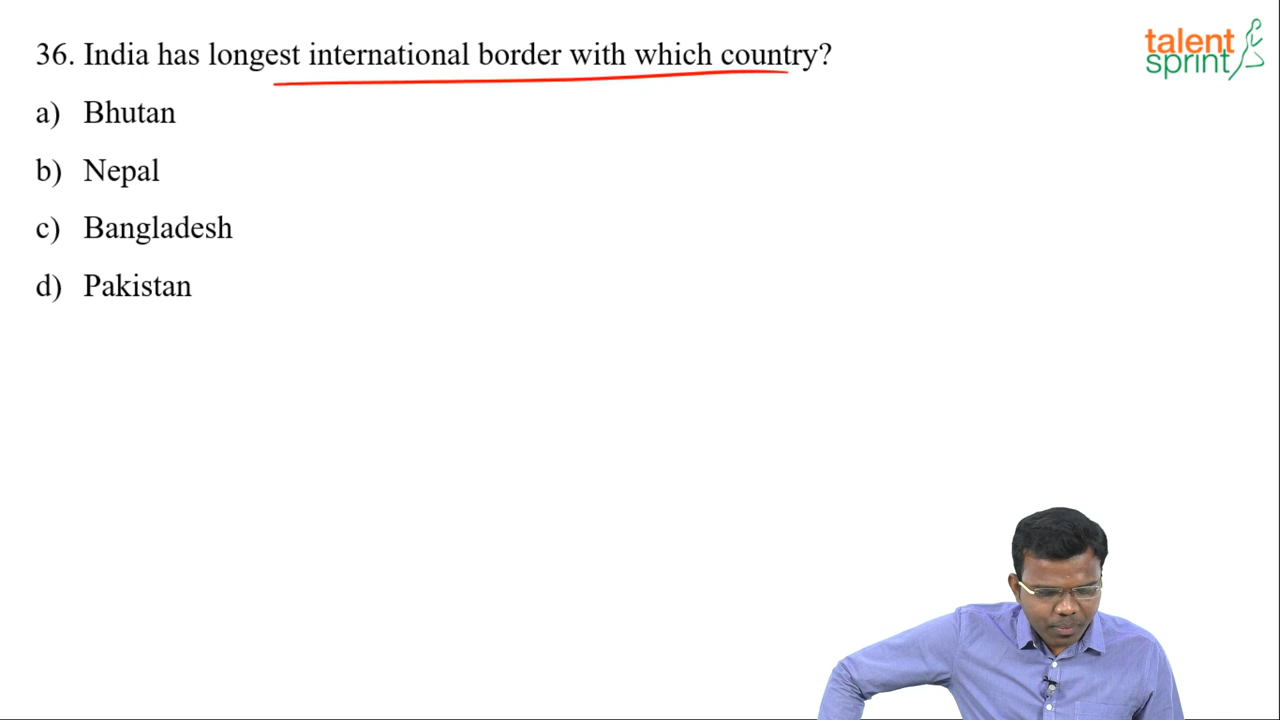 36. India has longest international border with which country?
talent
sprint
a) Bhutan
b) Nepal
c) Bangladesh
d) Pakistan